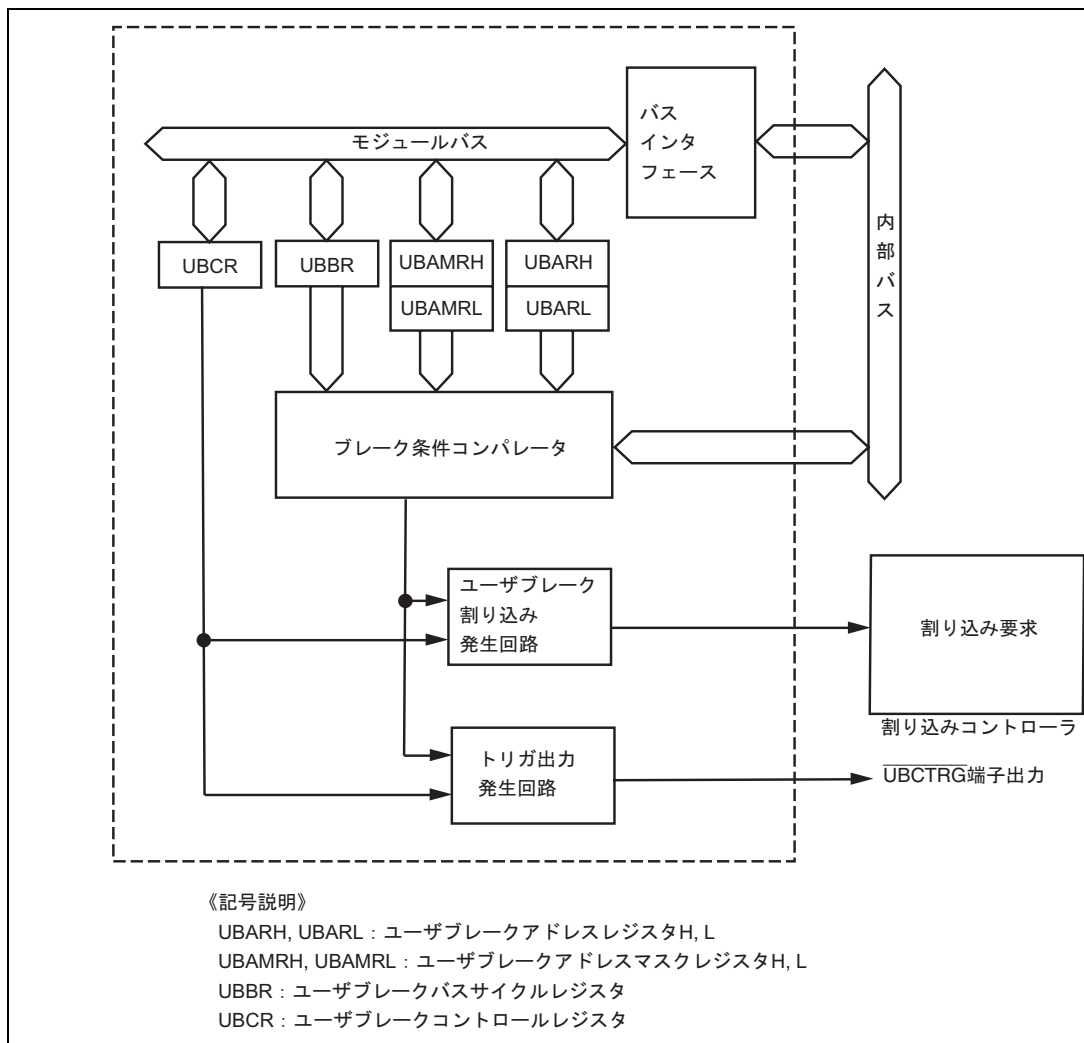 バス
インタ
フェース
モジュールバス
内部バス
UBCR
UBBR
UBAMRH
UBARH
UBAMRL
UBARL
ブレーク条件コンパレータ
ユーザブレーク
割り込み
発生回路
割り込み要求
割り込みコントローラ
トリガ出力
発生回路
UBCTRG端子出力
《記号説明》
UBARH, UBARL：ユーザブレークアドレスレジスタH, L
UBAMRH, UBAMRL：ユーザブレークアドレスマスクレジスタH, L
UBBR：ユーザブレークバスサイクルレジスタ
UBCR：ユーザブレークコントロールレジスタ